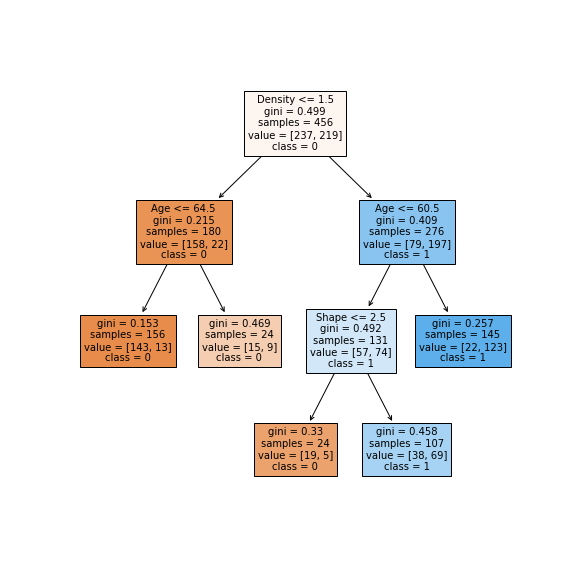 Density <= 1.5
gini = 0.499
samples = 456
value = [237, 219]
class = 0
Age <= 64.5
gini = 0.215
samples = 180
value = [158, 22]
class = 0
Age <= 60.5
gini = 0.409
samples = 276
value = [79, 197]
class = 1
gini = 0.153
samples = 156
value = [143, 13]
class = 0
gini = 0.469
samples = 24
value = [15, 9]
class = 0
Shape <= 2.5
gini = 0.492
samples = 131
value = [57, 74]
class = 1
gini = 0.257
samples = 145
value = [22, 123]
class = 1
gini = 0.33
samples = 24
value = [19, 5]
class = 0
gini = 0.458
samples = 107
value = [38, 69]
class = 1